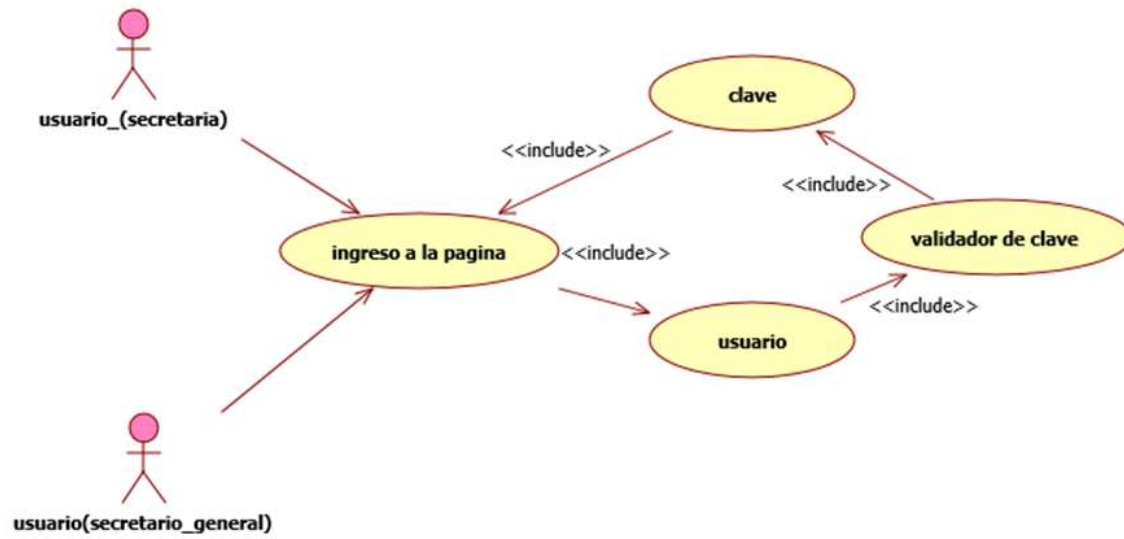 usuario_(secretaria)
clave
<<include>>
<<include>>
ingreso a la pagina
<<include>>
validador de clave
<<include>>
usuario
usuario(secretario_general)